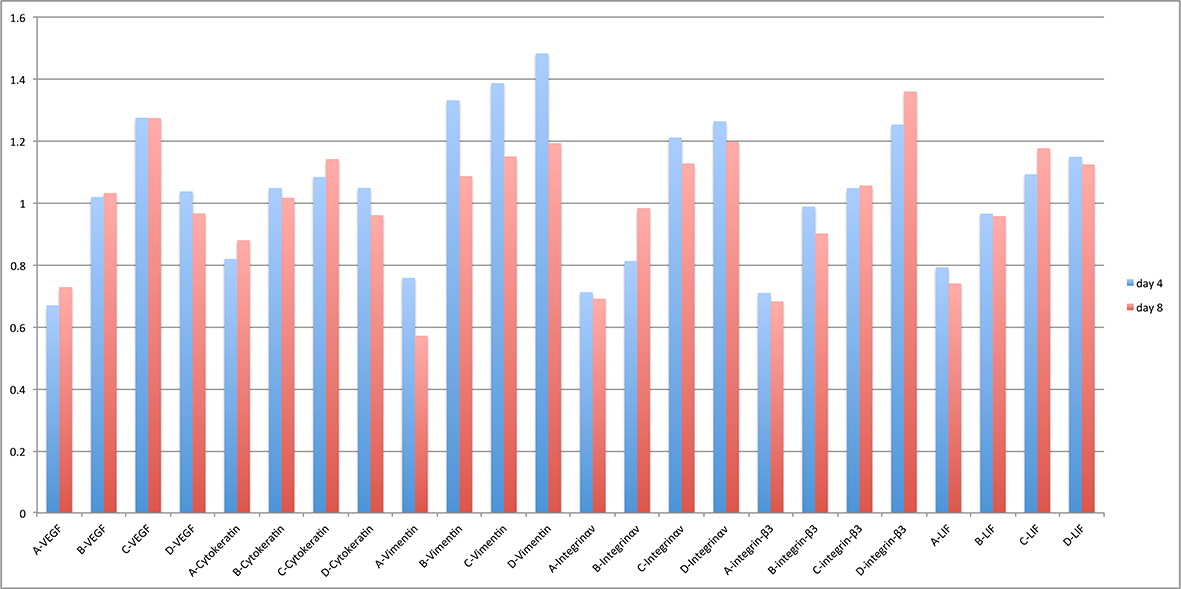 1.6
1.4
1.2
1
0.8
0.6
0.4
0.2
0
A-VEGF
B-VEGF
C-VEGF
D-VEGF
A-Cytokeratin
B-Cytokeratin
C-Cytokeratin
D-Cytokeratin
A-Vimentin
B-Vimentin
C-Vimentin
D-Vimentin
A-Integrinαv
B-Integrinαv
C-Integrinαv
D-Integrinαv
A-integrin-β3
B-integrin-β3
C-integrin-β3
D-integrin-β3
A-LIF
B-LIF
C-LIF
D-LIF
day 4
day 8